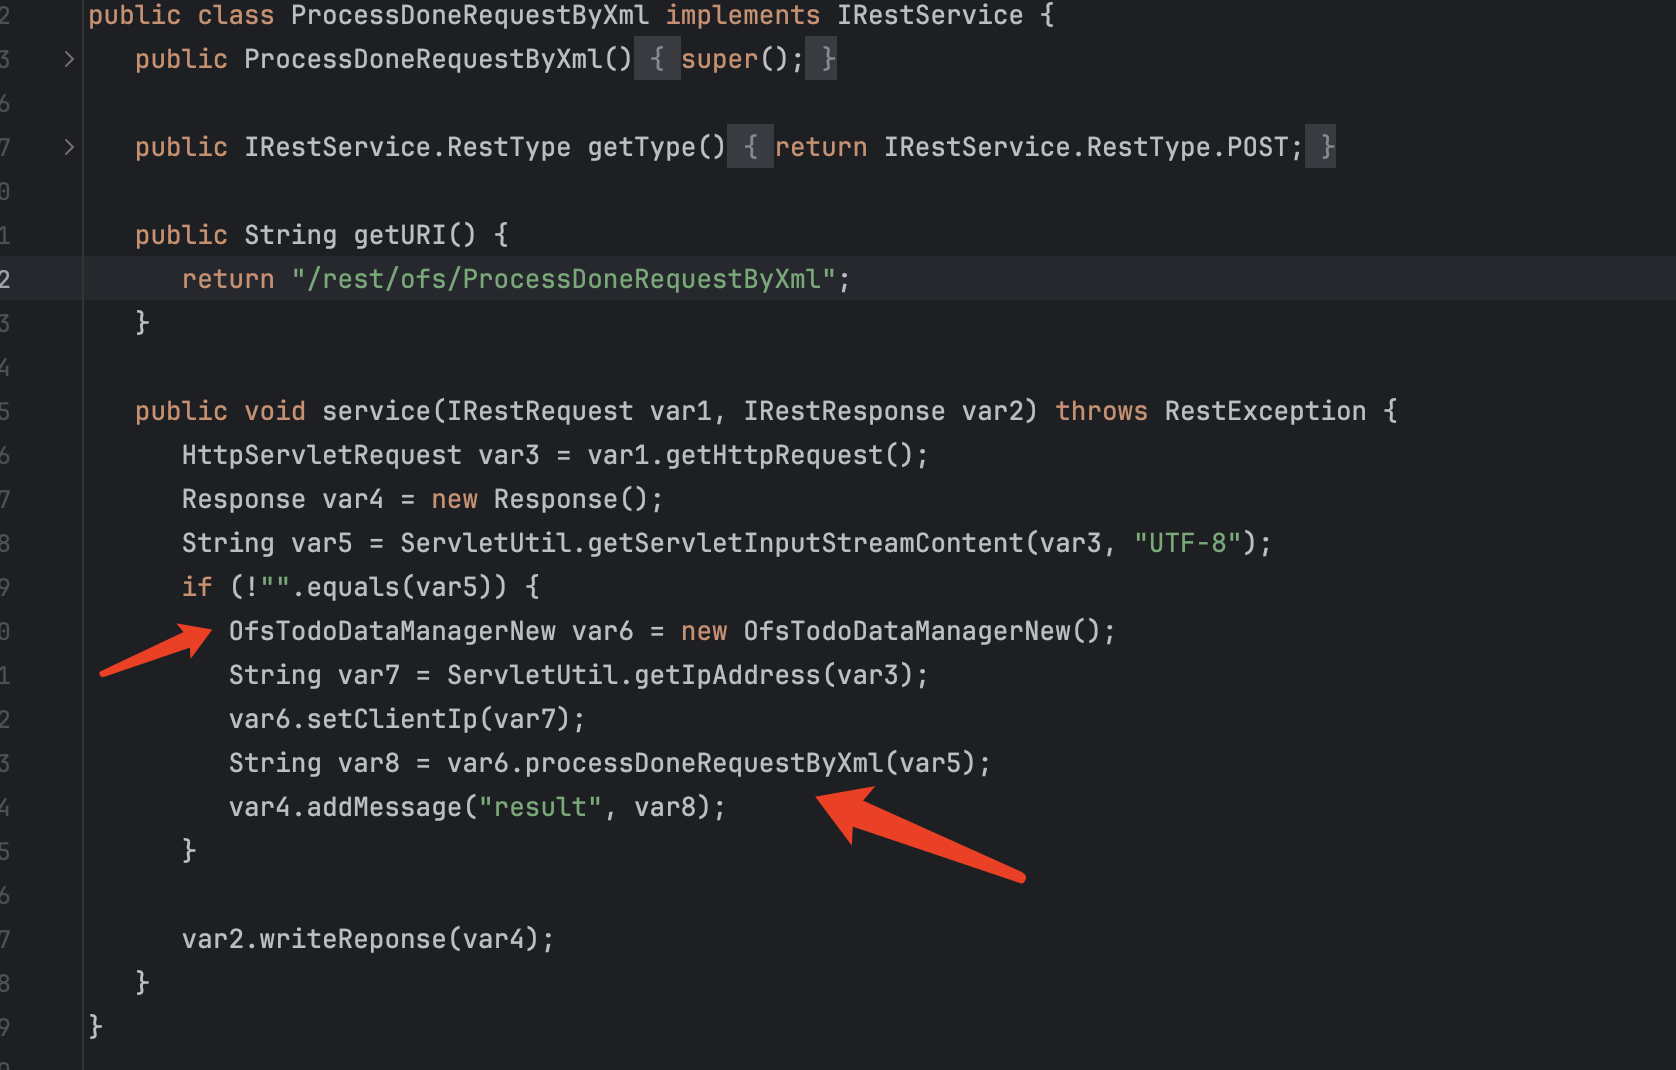 2 public class ProcessDoneRequestByXml implements IRestService {
3 public ProcessDoneRequestByXml() { super(); }
6
7 public IRestService.RestType getType() { return IRestService.RestType.POST; }
0
1 public String getURI() {
2 return "/rest/ofs/ProcessDoneRequestByXml";
3 }
4
5 public void service(IRestRequest var1, IRestResponse var2) throws RestException {
6 HttpServletRequest var3 = var1.getHttpRequest();
7 Response var4 = new Response();
8 String var5 = ServletUtil.getServletInputStreamContent(var3, "UTF-8");
9 if (!"".equals(var5)) {
0 OfsTodoDataManagerNew var6 = new OfsTodoDataManagerNew();
1 String var7 = ServletUtil.getIpAddress(var3);
2 var6.setClientIp(var7);
3 String var8 = var6.processDoneRequestByXml(var5);
4 var4.addMessage("result", var8);
5 }
6
7 var2.writeReponse(var4);
8 }
9 }